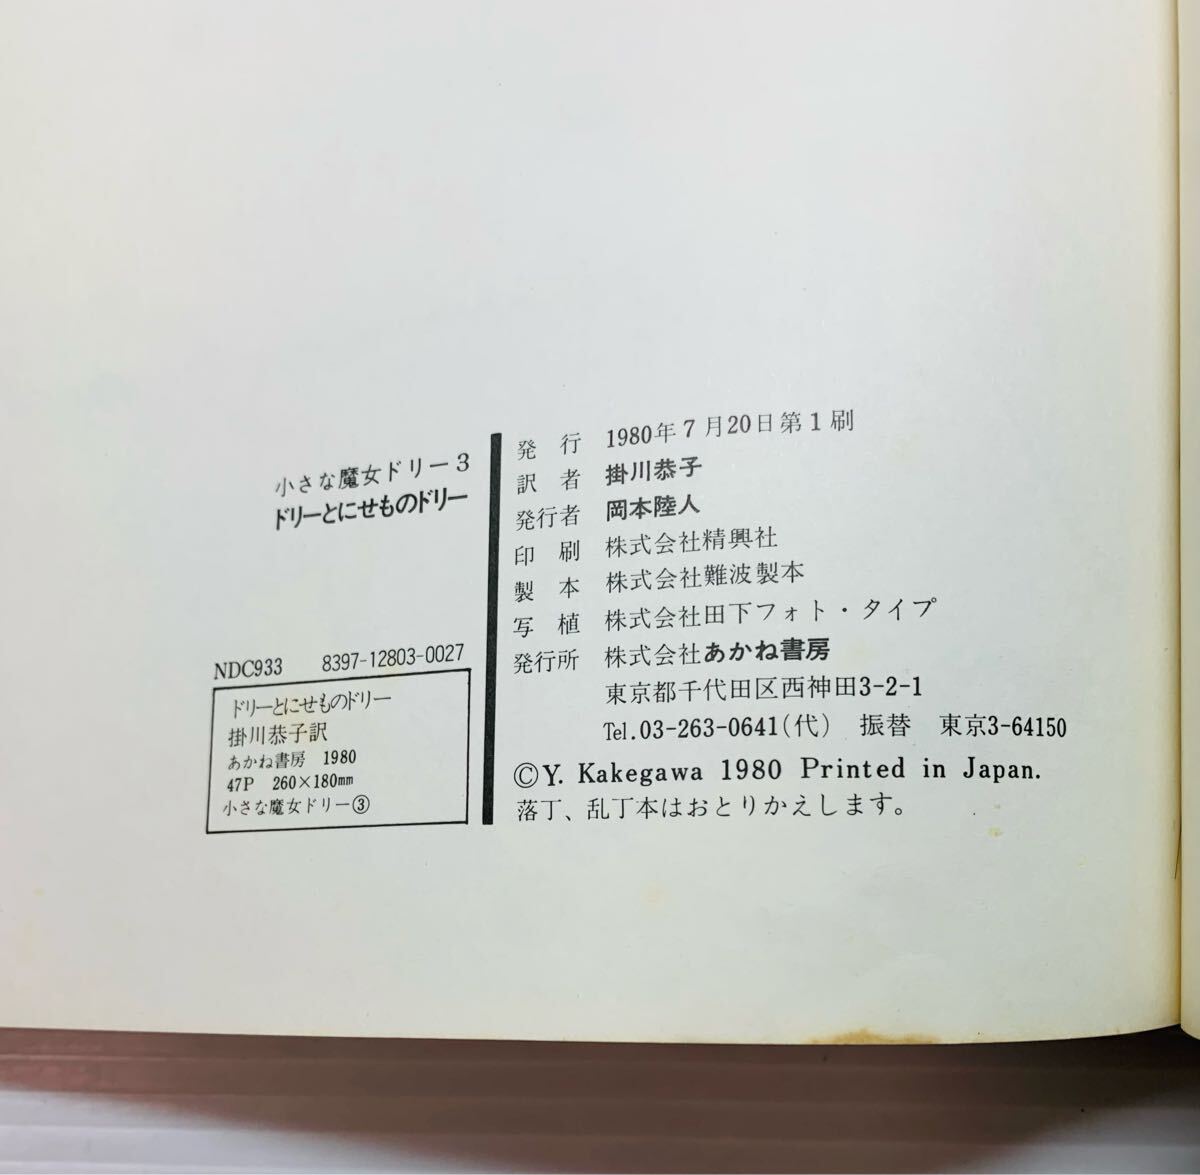 小さな魔女ドリー3
ドリーとにせものドリー
NDC933 8397-12803-0027
ドリーとにせものドリー
掛川恭子訳
あかね書房 1980
47P 260×180mm
小さな魔女ドリー③
発行 1980年7月20日第1刷
訳者 掛川恭子
発行者 岡本陸人
印刷 株式会社精興社
製本 株式会社難波製本
写植 株式会社田下フォト・タイプ
発行所 株式会社あかね書房
東京都千代田区西神田3-2-1
Tel.03-263-0641(代) 振替 東京3-64150
©Y. Kakegawa 1980 Printed in Japan.
落丁、乱丁本はおとりかえします。